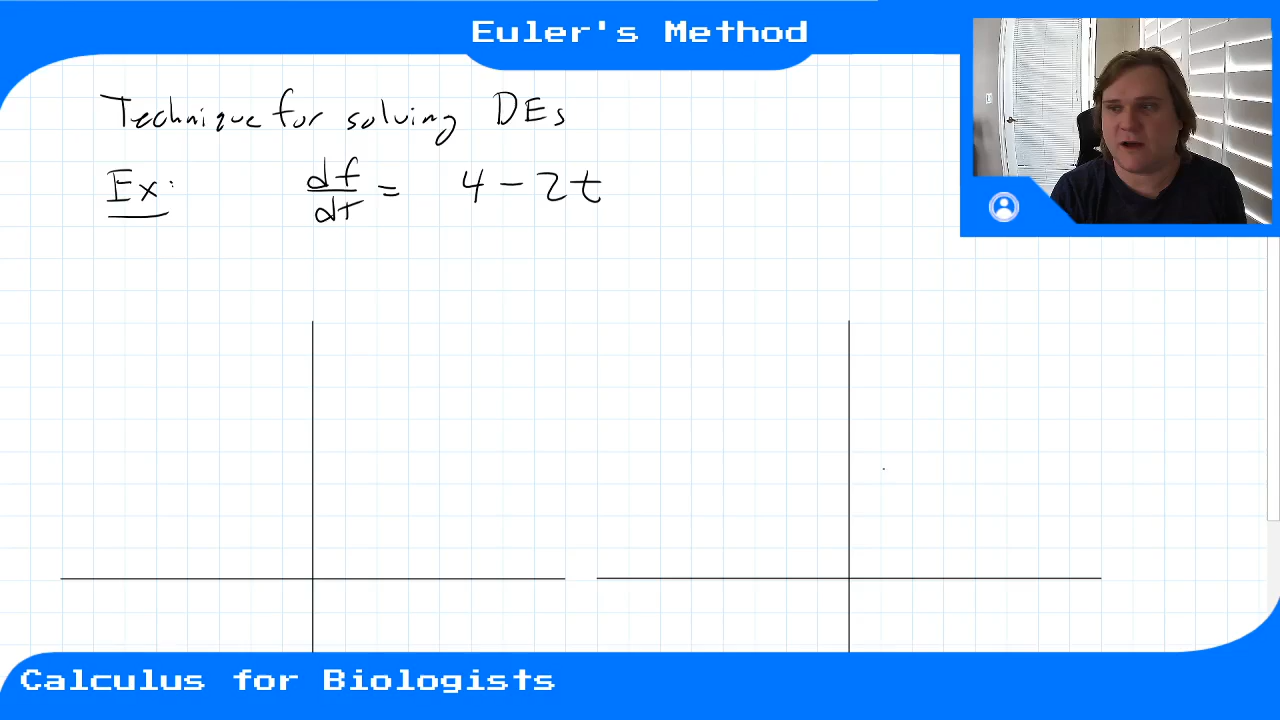 Euler's Method
Technique for solving DEs
Ex: df/dt = 4 - 2t
Calculus for Biologists